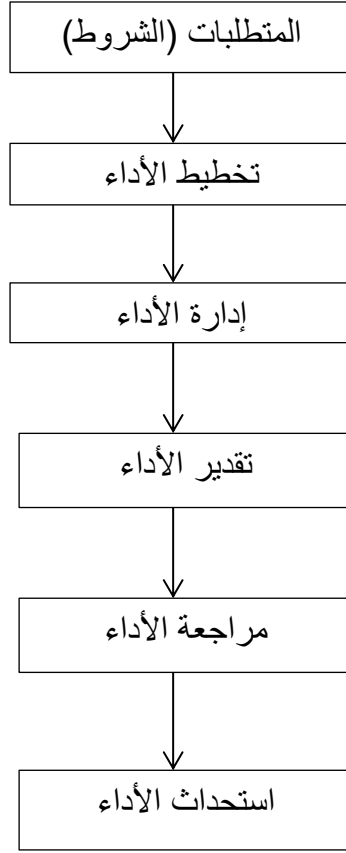 المتطلبات (الشروط)
تخطيط الأداء
إدارة الأداء
تقدير الأداء
مراجعة الأداء
استحداث الأداء